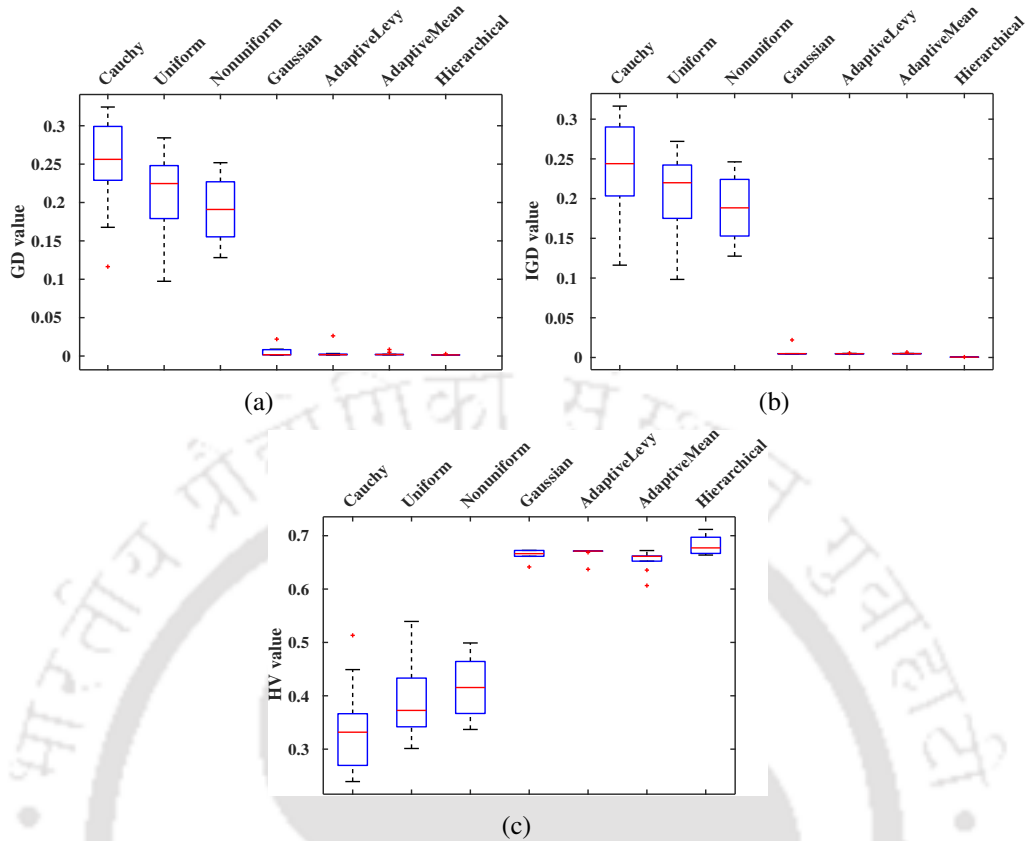 Cauchy
Uniform
Nonuniform
Gaussian
AdaptiveLevy
AdaptiveMean
Hierarchical
0.3
0.25
0.2
0.15
0.1
0.05
0
GD value
(a)
Cauchy
Uniform
Nonuniform
Gaussian
AdaptiveLevy
AdaptiveMean
Hierarchical
0.3
0.25
0.2
0.15
0.1
0.05
0
IGD value
(b)
Cauchy
Uniform
Nonuniform
Gaussian
AdaptiveLevy
AdaptiveMean
Hierarchical
0.7
0.6
0.5
0.4
0.3
HV value
(c)
भारतीय प्रौद्योगिकी संस्थान गुवाहाटी